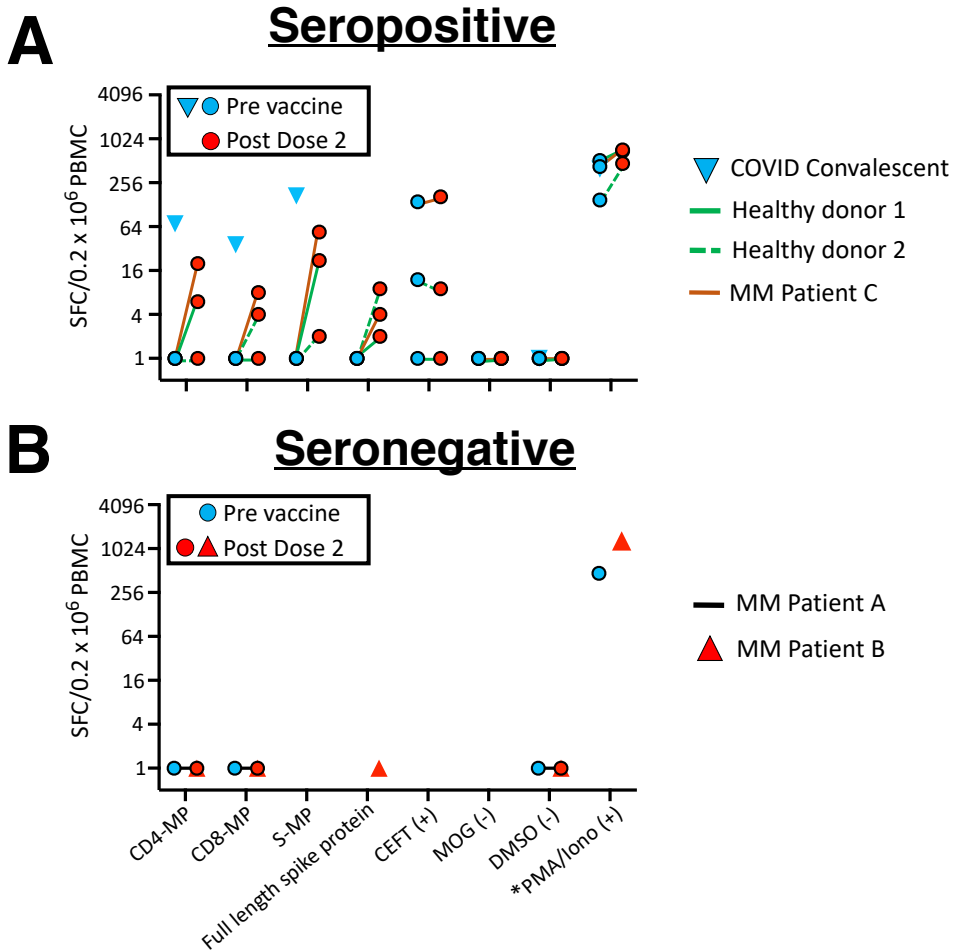 A
Seropositive
SFC/0.2 x 10⁶ PBMC
4096
1024
256
64
16
4
1
Pre vaccine
Post Dose 2
COVID Convalescent
Healthy donor 1
Healthy donor 2
MM Patient C
B
Seronegative
SFC/0.2 x 10⁶ PBMC
4096
1024
256
64
16
4
1
Pre vaccine
Post Dose 2
MM Patient A
MM Patient B
CD4-MP
CD8-MP
S-MP
Full length spike protein
CEFT (+)
MOG (-)
DMSO (-)
*PMA/Iono (+)